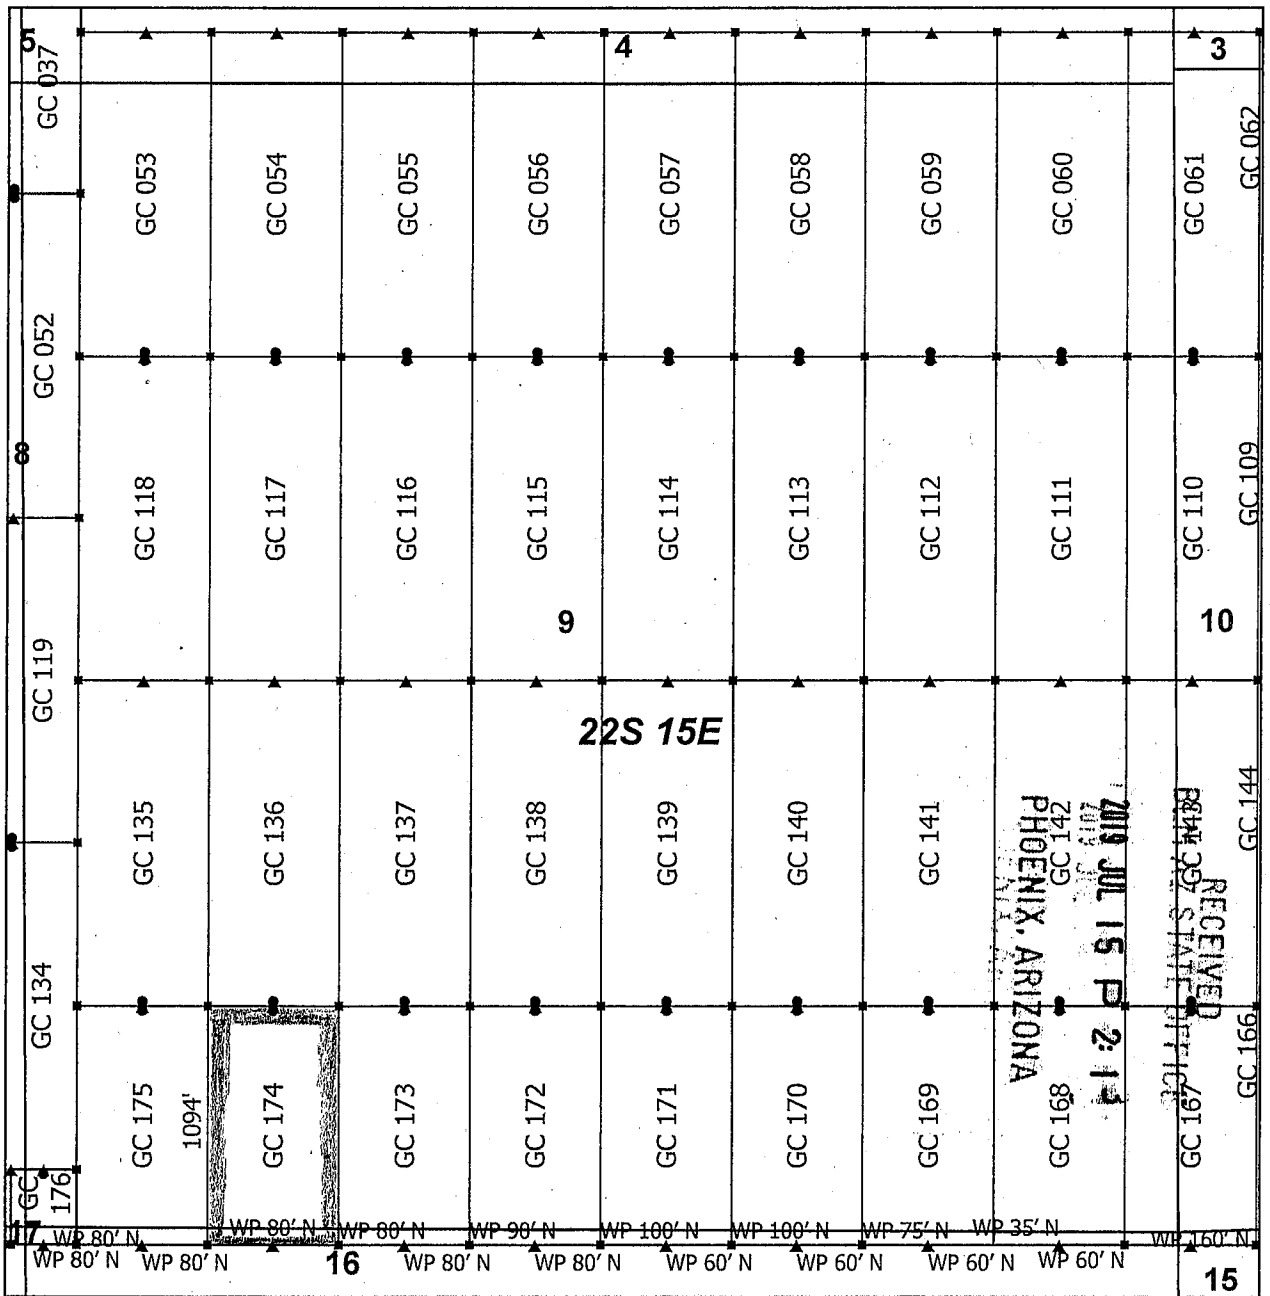 5
4
3
GC 037
GC 053
GC 054
GC 055
GC 056
GC 057
GC 058
GC 059
GC 060
GC 061
GC 062
GC 052
8
GC 118
GC 117
GC 116
GC 115
GC 114
GC 113
GC 112
GC 111
GC 110
GC 109
9
10
GC 119
22S 15E
GC 135
GC 136
GC 137
GC 138
GC 139
GC 140
GC 141
GC 142
GC 143
GC 144
RECEIVED
STATE OFFICE
2019 JUL 15 P 2:13
PHOENIX, ARIZONA
GC 134
GC 175
1094'
GC 174
GC 173
GC 172
GC 171
GC 170
GC 169
GC 168
GC 167
GC 166
GC 176
17
WP 80' N
WP 80' N
WP 80' N
WP 90' N
WP 100' N
WP 100' N
WP 75' N
WP 35' N
WP 160' N
WP 80' N
WP 80' N
16
WP 80' N
WP 80' N
WP 60' N
WP 60' N
WP 60' N
WP 60' N
15